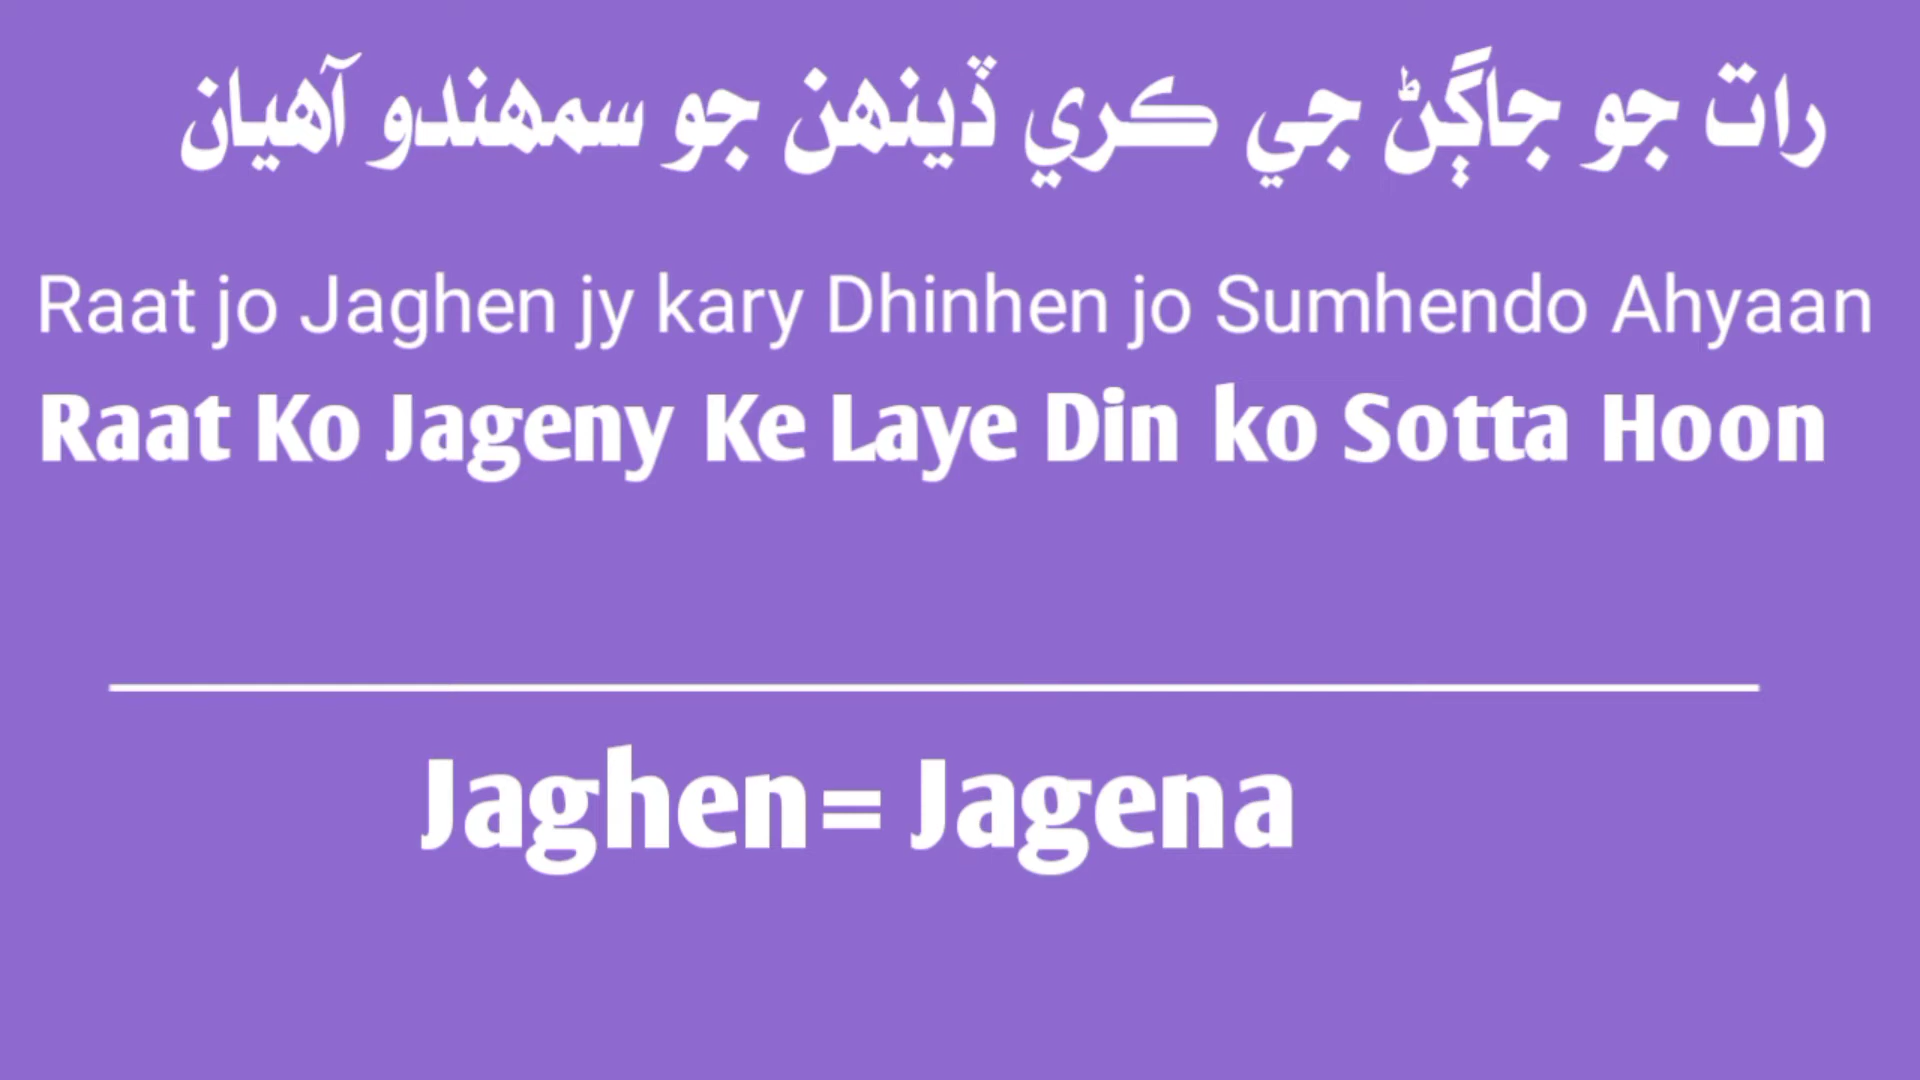 رات جو جاڳڻ جي ڪري ڏينهن جو سمهندو آهيان
Raat jo Jaghen jy kary Dhinhen jo Sumhendo Ahyaan
Raat Ko Jageny Ke Laye Din ko Sotta Hoon
Jaghen= Jagena